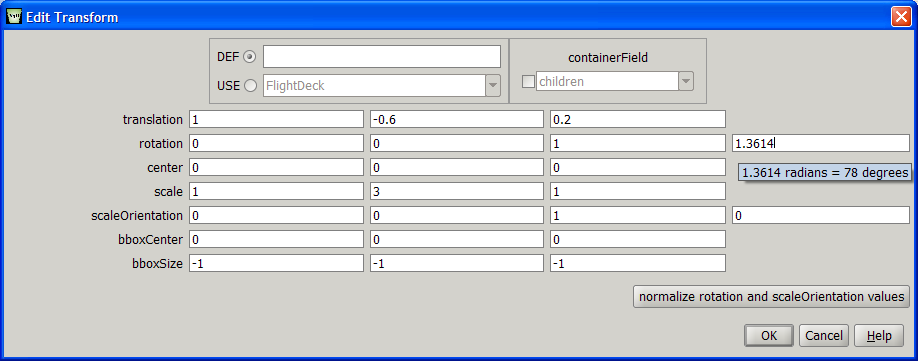 Edit Transform
DEF
USE FlightDeck
containerField
children
translation 1 -0.6 0.2
rotation 0 0 1 1.3614
center 0 0 0
1.3614 radians = 78 degrees
scale 1 3 1
scaleOrientation 0 0 1 0
bboxCenter 0 0 0
bboxSize -1 -1 -1
normalize rotation and scaleOrientation values
OK Cancel Help